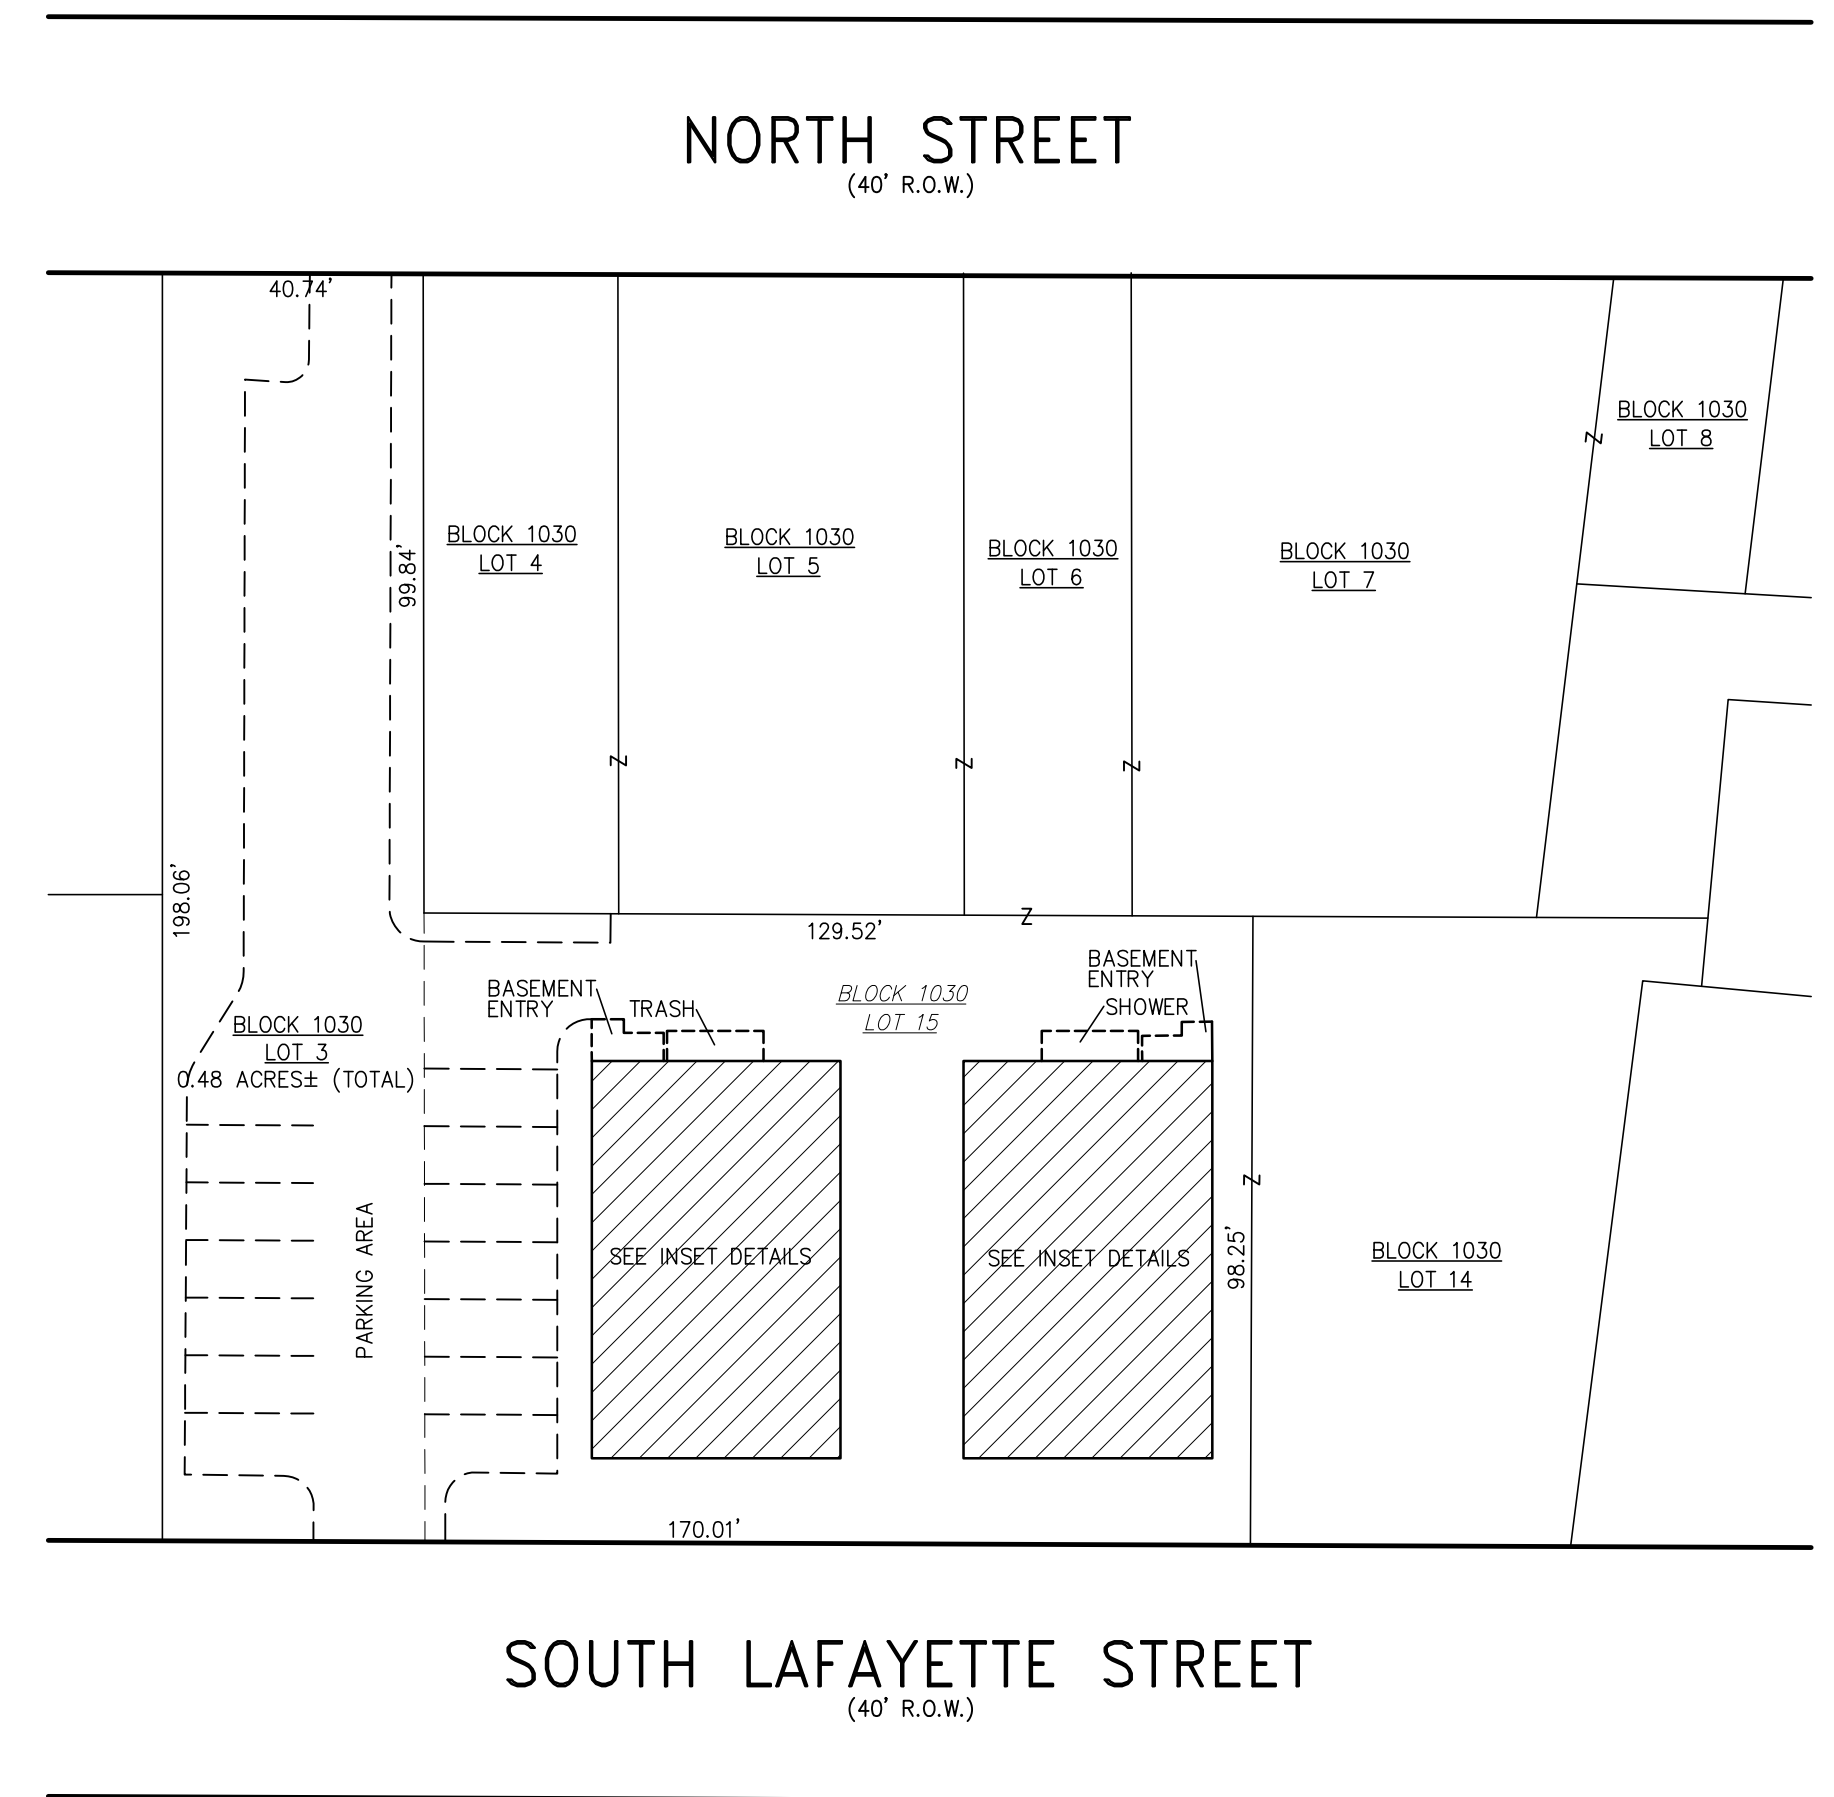 NORTH STREET
(40' R.O.W.)
40.74'
BLOCK 1030
LOT 8
99.84'
BLOCK 1030
LOT 4
BLOCK 1030
LOT 5
BLOCK 1030
LOT 6
BLOCK 1030
LOT 7
Z
Z
Z
Z
198.06'
129.52'
Z
BASEMENT
ENTRY
TRASH
BLOCK 1030
LOT 15
BASEMENT
ENTRY
SHOWER
BLOCK 1030
LOT 3
0.48 ACRES± (TOTAL)
PARKING AREA
SEE INSET DETAILS
SEE INSET DETAILS
Z
98.25'
BLOCK 1030
LOT 14
170.01'
SOUTH LAFAYETTE STREET
(40' R.O.W.)